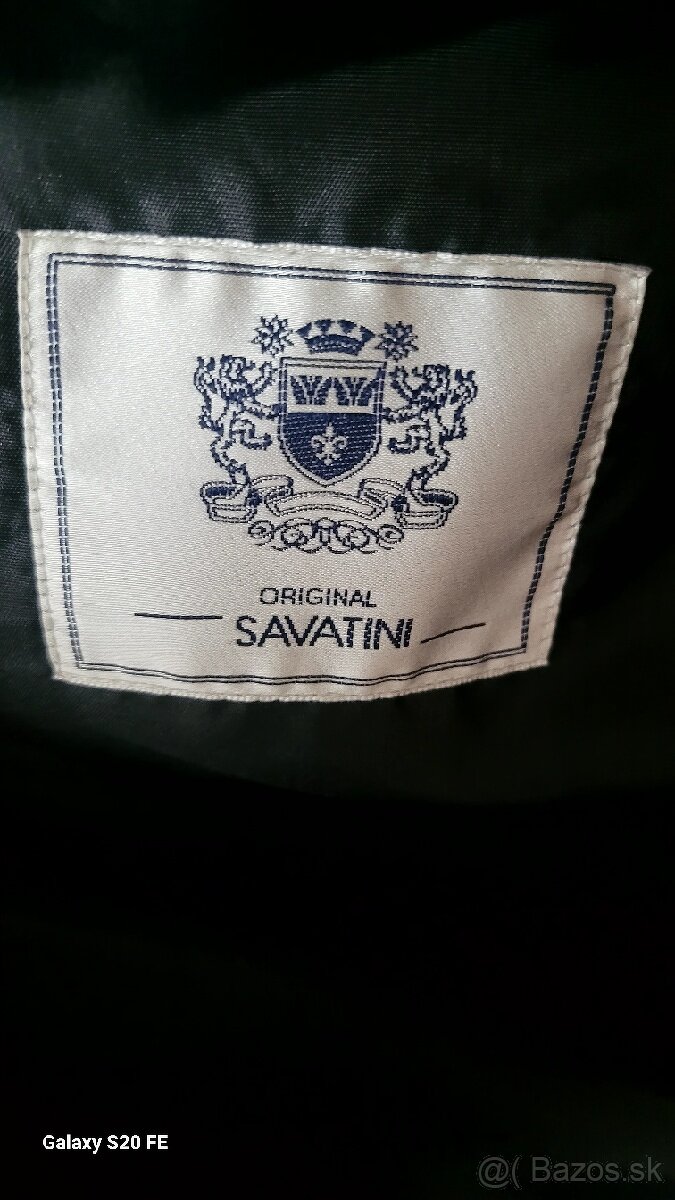 ORIGINAL
SAVATINI
Galaxy S20 FE
@( Bazos.sk